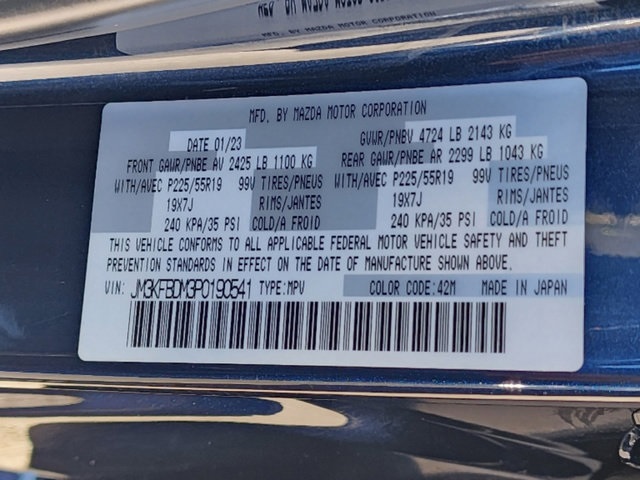 MFD. BY MAZDA MOTOR CORPORATION
MFD. BY MAZDA MOTOR CORPORATION
DATE 01/23 GVWR/PNBV 4724 LB 2143 KG
FRONT GAWR/PNBE AV 2425 LB 1100 KG REAR GAWR/PNBE AR 2299 LB 1043 KG
WITH/AVEC P225/55R19 99V TIRES/PNEUS WITH/AVEC P225/55R19 99V TIRES/PNEUS
19X7J RIMS/JANTES 19X7J RIMS/JANTES
240 KPA/35 PSI COLD/A FROID 240 KPA/35 PSI COLD/A FROID
THIS VEHICLE CONFORMS TO ALL APPLICABLE FEDERAL MOTOR VEHICLE SAFETY AND THEFT
PREVENTION STANDARDS IN EFFECT ON THE DATE OF MANUFACTURE SHOWN ABOVE.
VIN: JM3KFBDM3P0190541 TYPE:MPV COLOR CODE:42M MADE IN JAPAN